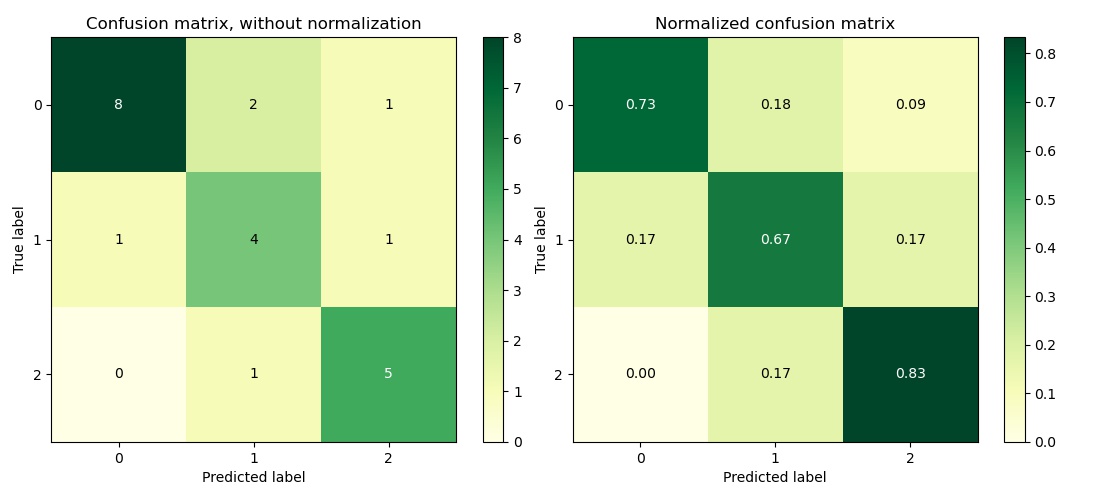 Confusion matrix, without normalization
8 2 1
1 4 1
0 1 5
0
1
2
True label
0 1 2
Predicted label
8
7
6
5
4
3
2
1
0
Normalized confusion matrix
0.73 0.18 0.09
0.17 0.67 0.17
0.00 0.17 0.83
0
1
2
True label
0 1 2
Predicted label
0.8
0.7
0.6
0.5
0.4
0.3
0.2
0.1
0.0